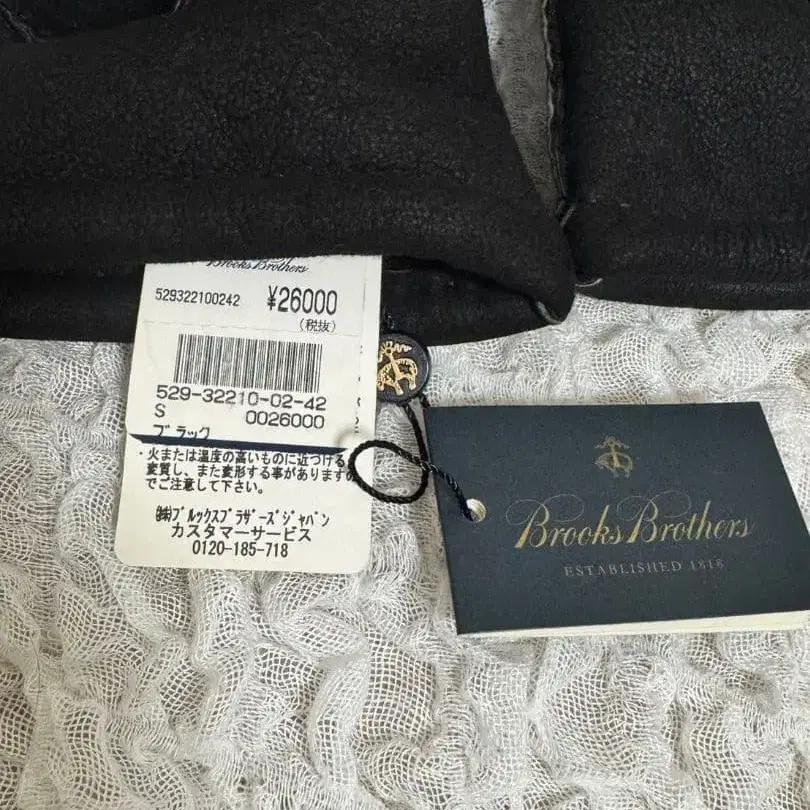 Brooks Brothers
529322100242 ¥26000
(税抜)
529-32210-02-42
S 0026000
ブラック
・火または温度の高いものに近づける
変質し、また変形する事がありますの
でご注意して下さい。
㈱ブルックスブラザーズジャパン
カスタマーサービス
0120-185-718
Brooks Brothers
ESTABLISHED 1818